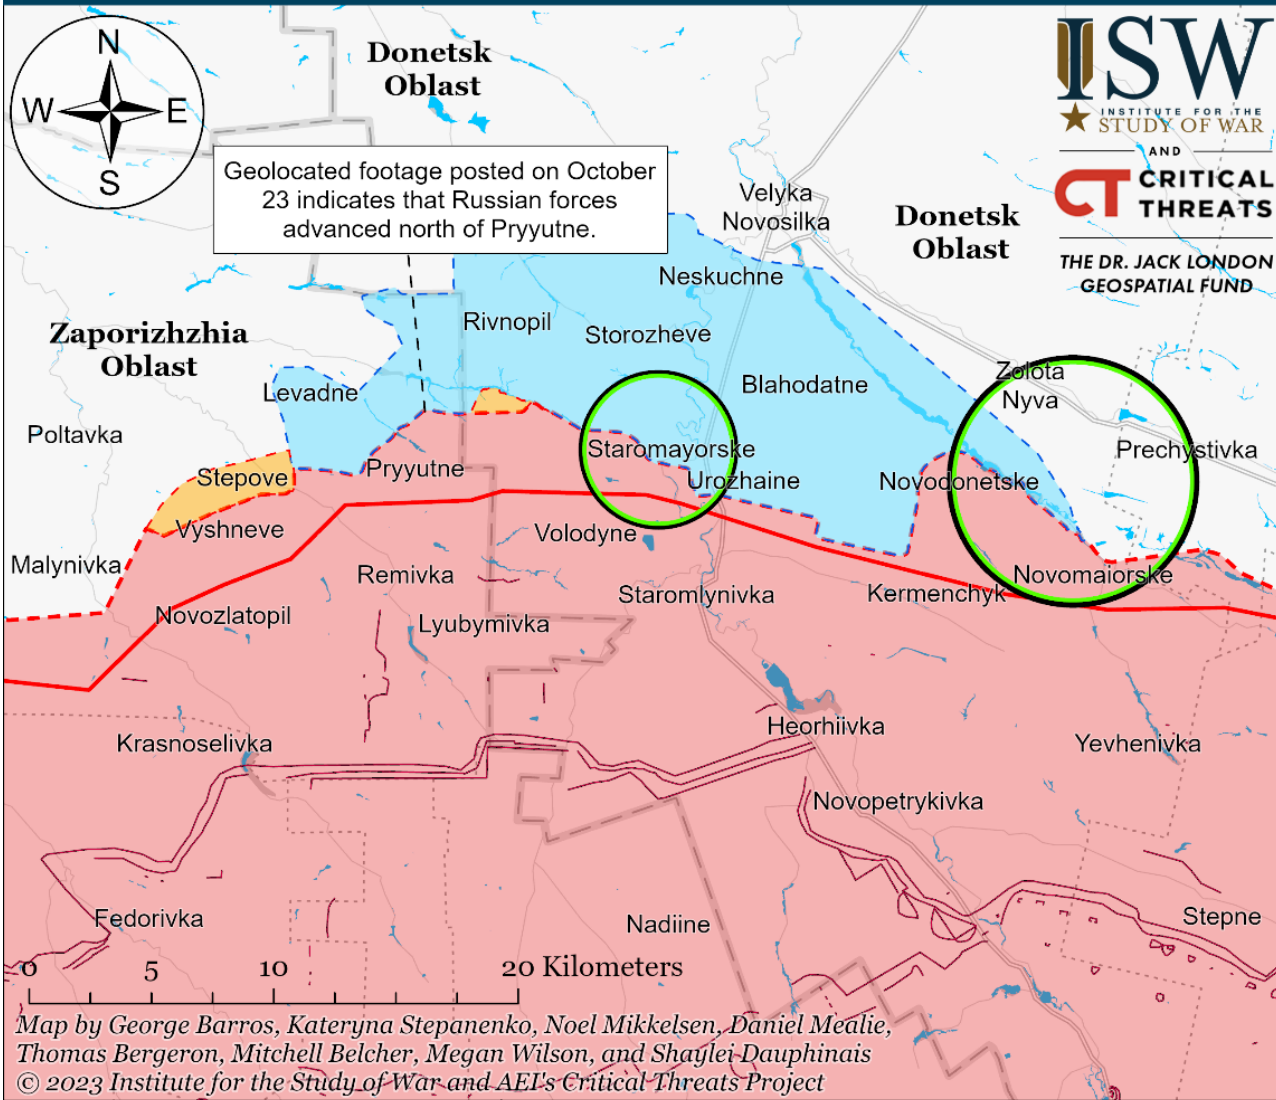 N
W E
S
Donetsk
Oblast
ISW
INSTITUTE FOR THE
STUDY OF WAR
AND
CT CRITICAL
THREATS
THE DR. JACK LONDON
GEOSPATIAL FUND
Geolocated footage posted on October
23 indicates that Russian forces
advanced north of Pryyutne.
Velyka
Novosilka
Donetsk
Oblast
Neskuchne
Zaporizhzhia
Oblast
Rivnopil
Storozheve
Levadne
Blahodatne
Zolota
Nyva
Poltavka
Staromayorske
Prechystivka
Stepove
Pryyutne
Urozhaine
Novodonetske
Vyshneve
Volodyne
Malynivka
Remivka
Staromlynivka
Kermenchyk
Novomaiorske
Novozlatopil
Lyubymivka
Krasnoselivka
Heorhiivka
Yevhenivka
Novopetrykivka
Fedorivka
Nadiine
Stepne
0 5 10 20 Kilometers
Map by George Barros, Kateryna Stepanenko, Noel Mikkelsen, Daniel Mealie,
Thomas Bergeron, Mitchell Belcher, Megan Wilson, and Shaylei Dauphinais
© 2023 Institute for the Study of War and AEI's Critical Threats Project